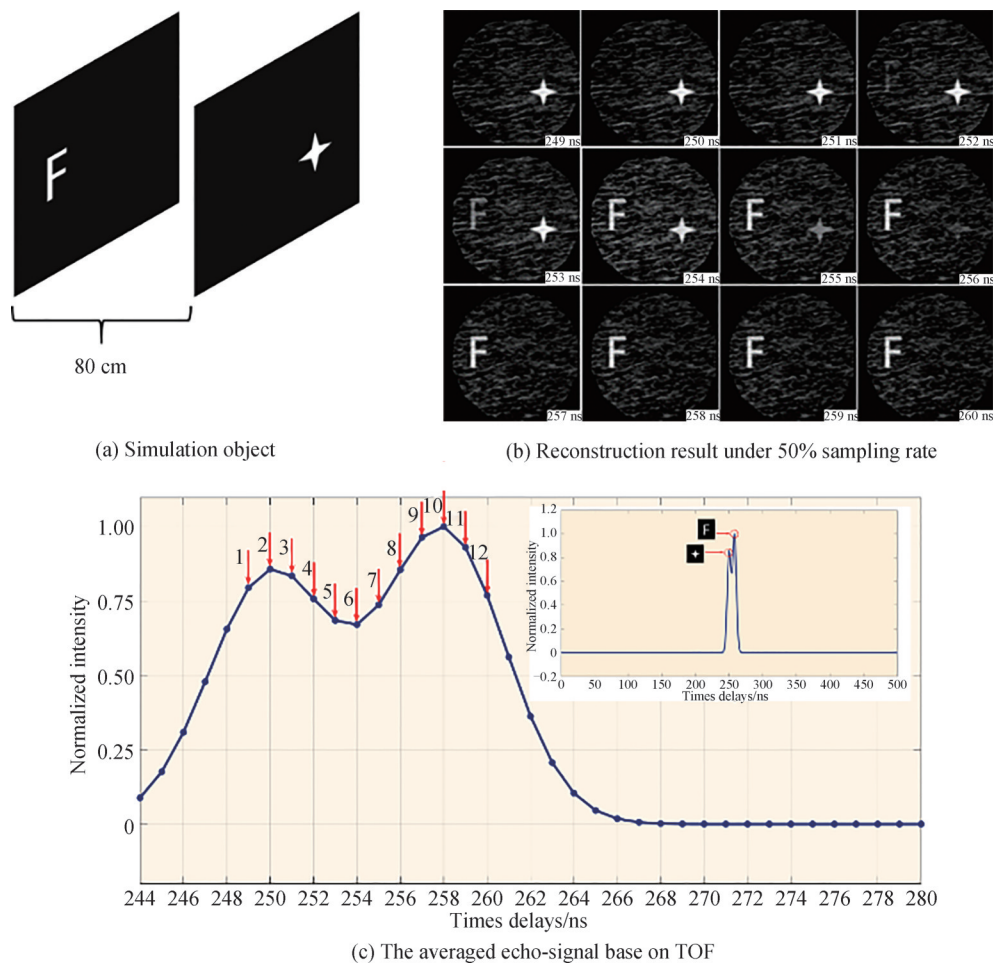 F
80 cm
(a) Simulation object
249 ns 250 ns 251 ns 252 ns
F
253 ns 254 ns 255 ns 256 ns
F F F F
257 ns 258 ns 259 ns 260 ns
F F F F
(b) Reconstruction result under 50% sampling rate
Normalized intensity
1.00
0.75
0.50
0.25
0
1 2 3 4 5 6 7 8 9 10 11 12
244 246 248 250 252 254 256 258 260 262 264 266 268 270 272 274 276 278 280
Times delays/ns
Normalized intensity
1.2
1.0
0.8
0.6
0.4
0.2
0
−0.2
F
0 50 100 150 200 250 300 350 400 450 500
Times delays/ns
(c) The averaged echo-signal base on TOF